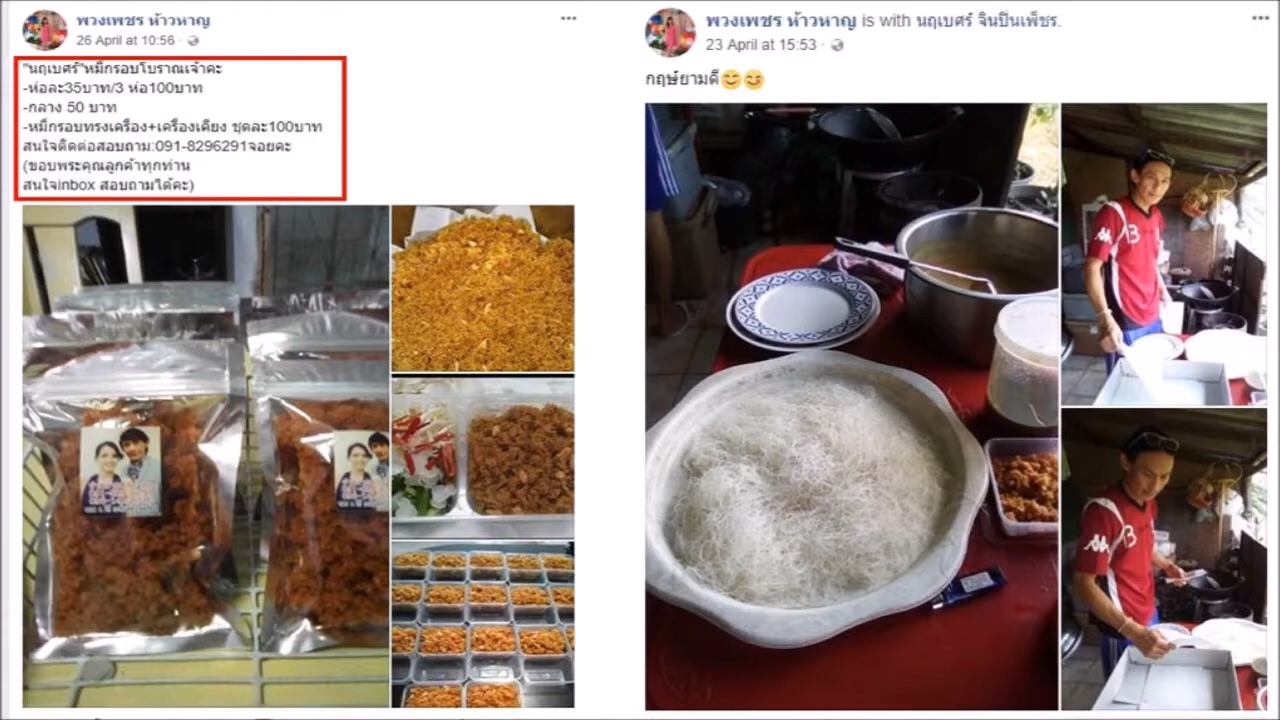 พวงเพชร ห้าวหาญ
26 April at 10:56 ·
"นฤเบศร์"หมี่กรอบโบราณเจ้าคะ
-ห่อละ35บาท/3 ห่อ100บาท
-กลาง 50 บาท
-หมี่กรอบทรงเครื่อง+เครื่องเคียง ชุดละ100บาท
สนใจติดต่อสอบถาม:091-8296291จอยคะ
(ขอบพระคุณลูกค้าทุกท่าน
สนใจinbox สอบถามได้คะ)
พวงเพชร ห้าวหาญ is with นฤเบศร์ จินปิ่นเพ็ชร.
23 April at 15:53 ·
กฤษ์ยามดี😊😋
13
13